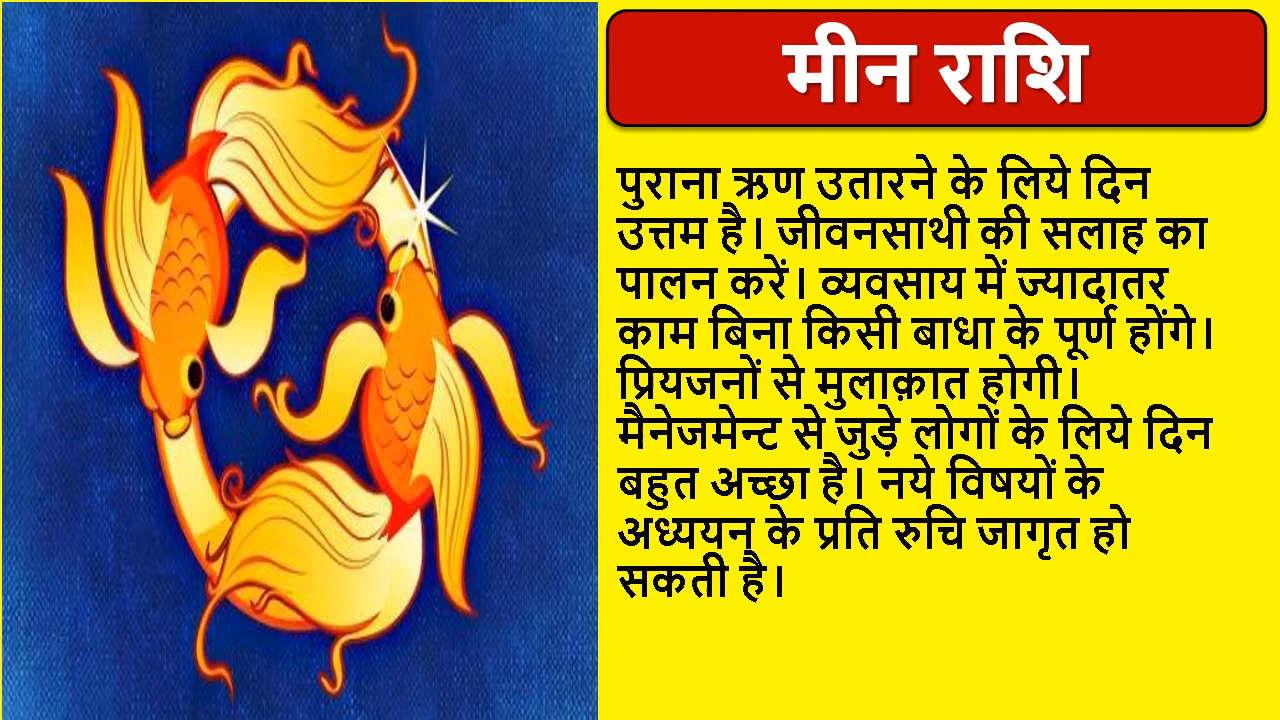 मीन राशि
पुराना ऋण उतारने के लिये दिन
उत्तम है। जीवनसाथी की सलाह का
पालन करें। व्यवसाय में ज्यादातर
काम बिना किसी बाधा के पूर्ण होंगे।
प्रियजनों से मुलाक़ात होगी।
मैनेजमेन्ट से जुड़े लोगों के लिये दिन
बहुत अच्छा है। नये विषयों के
अध्ययन के प्रति रुचि जागृत हो
सकती है।